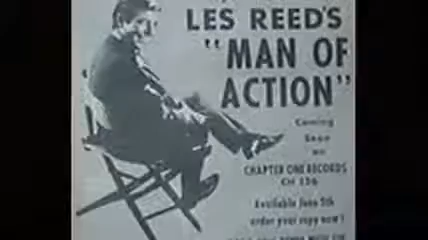 LES REED'S
"MAN OF
ACTION"
Coming
Soon
on
CHAPTER ONE RECORDS
CH 126
Available June 5th
order your copy now!